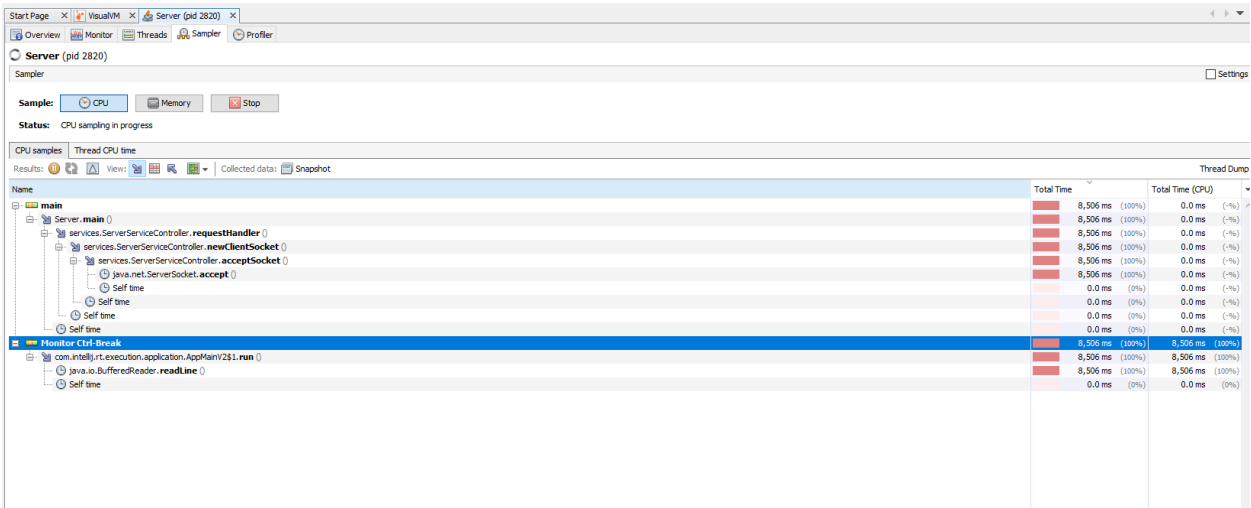 Start Page VisualVM Server (pid 2820)
Overview Monitor Threads Sampler Profiler
Server (pid 2820)
Sampler Settings
Sample: CPU Memory Stop
Status: CPU sampling in progress
CPU samples Thread CPU time
Results: View: Collected data: Snapshot Thread Dump
Name Total Time Total Time (CPU)
main 8,506 ms (100%) 0.0 ms (-%)
Server.main () 8,506 ms (100%) 0.0 ms (-%)
services.ServerServiceController.requestHandler () 8,506 ms (100%) 0.0 ms (-%)
services.ServerServiceController.newClientSocket () 8,506 ms (100%) 0.0 ms (-%)
services.ServerServiceController.acceptSocket () 8,506 ms (100%) 0.0 ms (-%)
java.net.ServerSocket.accept () 8,506 ms (100%) 0.0 ms (-%)
Self time 0.0 ms (0%) 0.0 ms (-%)
Self time 0.0 ms (0%) 0.0 ms (-%)
Self time 0.0 ms (0%) 0.0 ms (-%)
Self time 0.0 ms (0%) 0.0 ms (-%)
Monitor Ctrl-Break 8,506 ms (100%) 8,506 ms (100%)
com.intellij.rt.execution.application.AppMainV2$1.run () 8,506 ms (100%) 8,506 ms (100%)
java.io.BufferedReader.readLine () 8,506 ms (100%) 8,506 ms (100%)
Self time 0.0 ms (0%) 0.0 ms (0%)